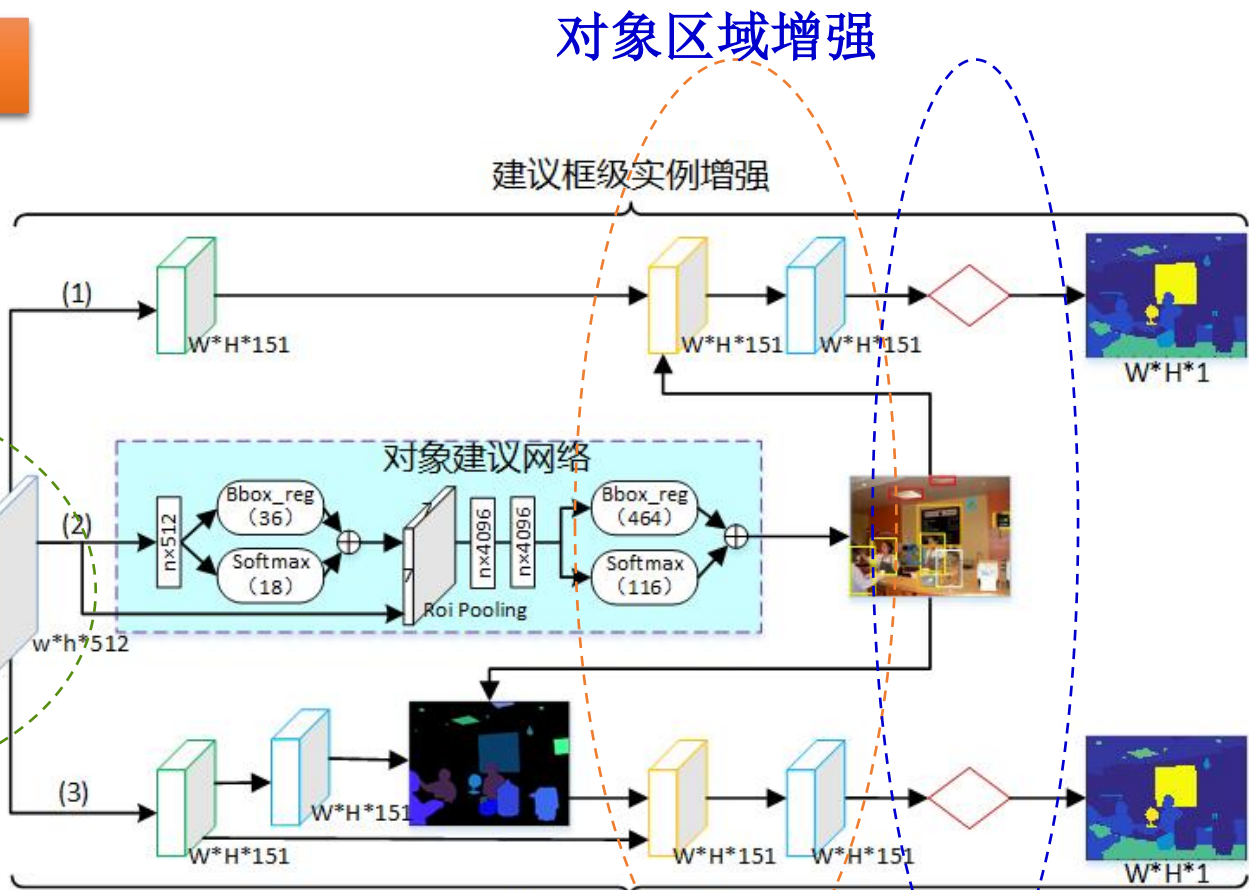 对象区域增强
建议框级实例增强
(1)
W*H*151
W*H*151
W*H*151
W*H*1
对象建议网络
(2)
n×512
Bbox_reg
(36)
Softmax
(18)
7
7
Roi Pooling
n×4096
n×4096
Bbox_reg
(464)
Softmax
(116)
w*h*512
(3)
W*H*151
W*H*151
W*H*151
W*H*151
W*H*1